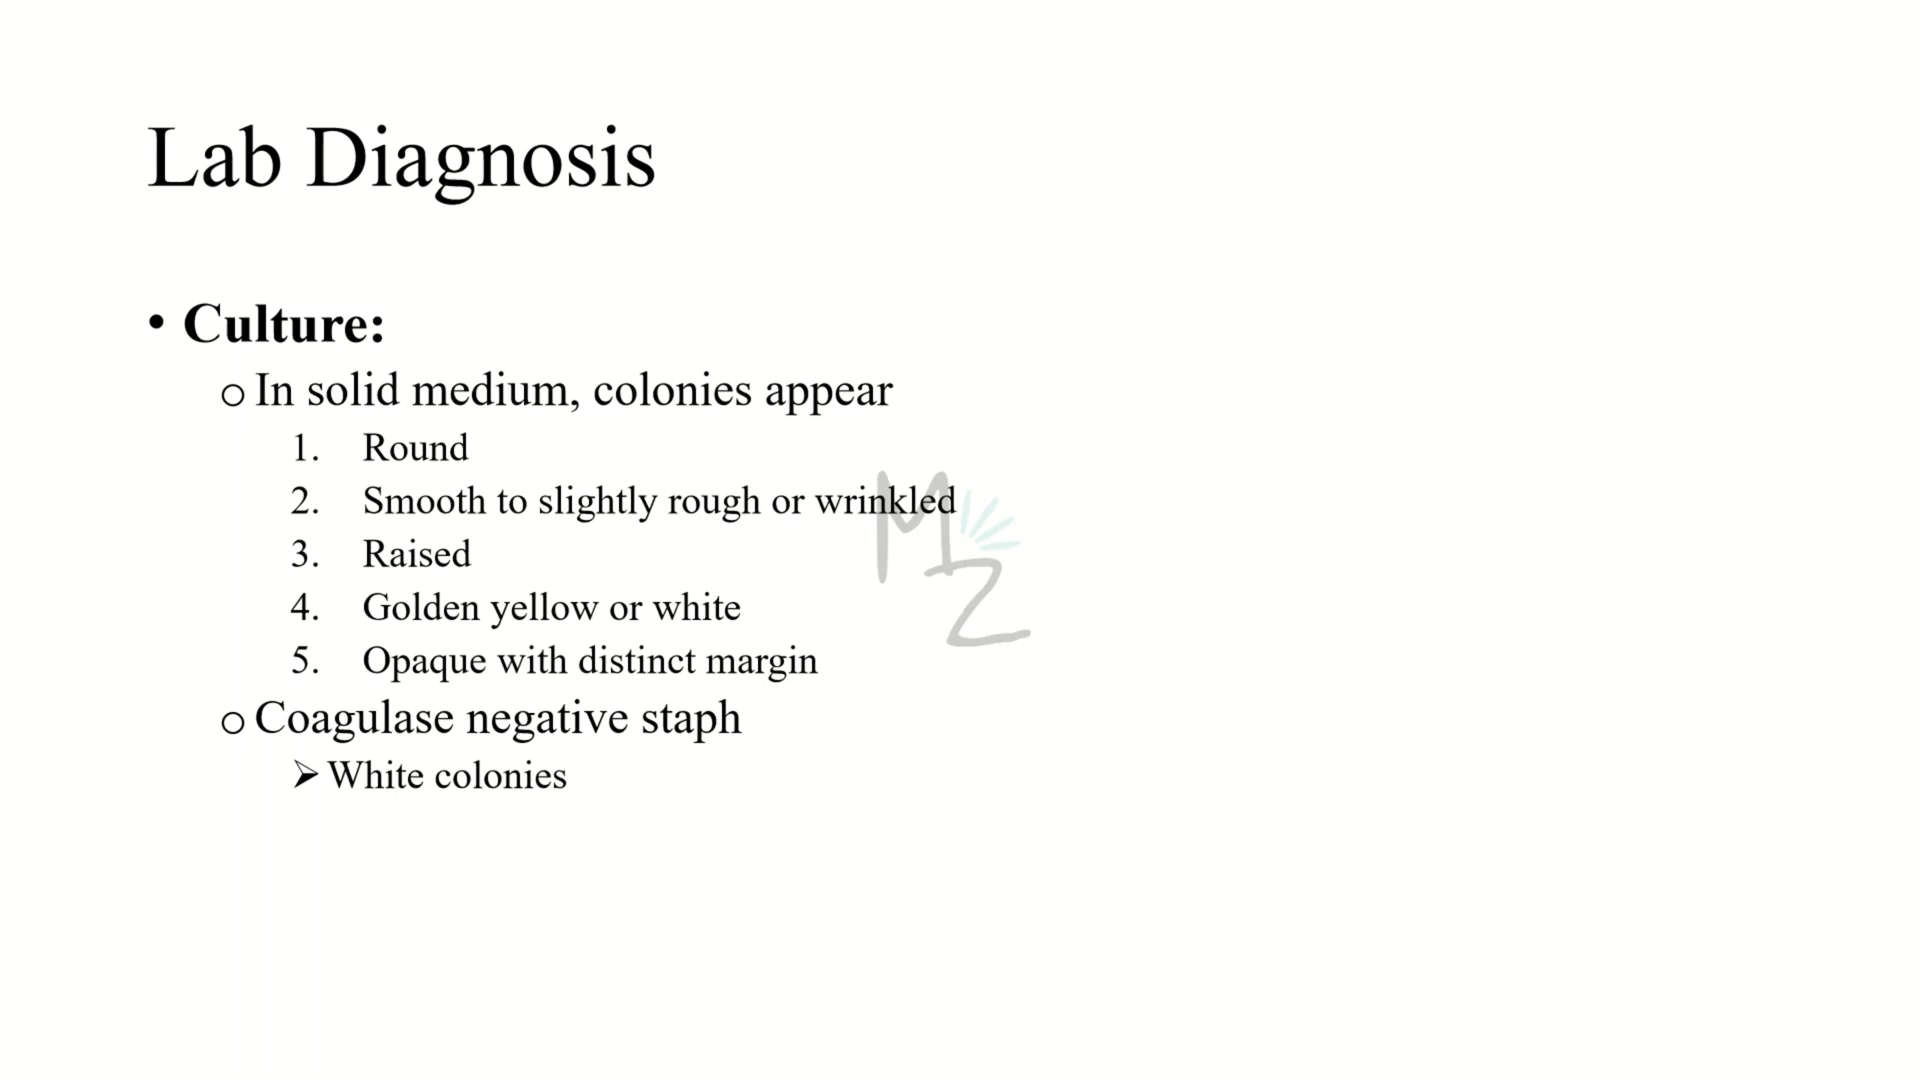 Lab Diagnosis
• Culture:
o In solid medium, colonies appear
1. Round
2. Smooth to slightly rough or wrinkled
3. Raised
4. Golden yellow or white
5. Opaque with distinct margin
o Coagulase negative staph
➢ White colonies
M
Z